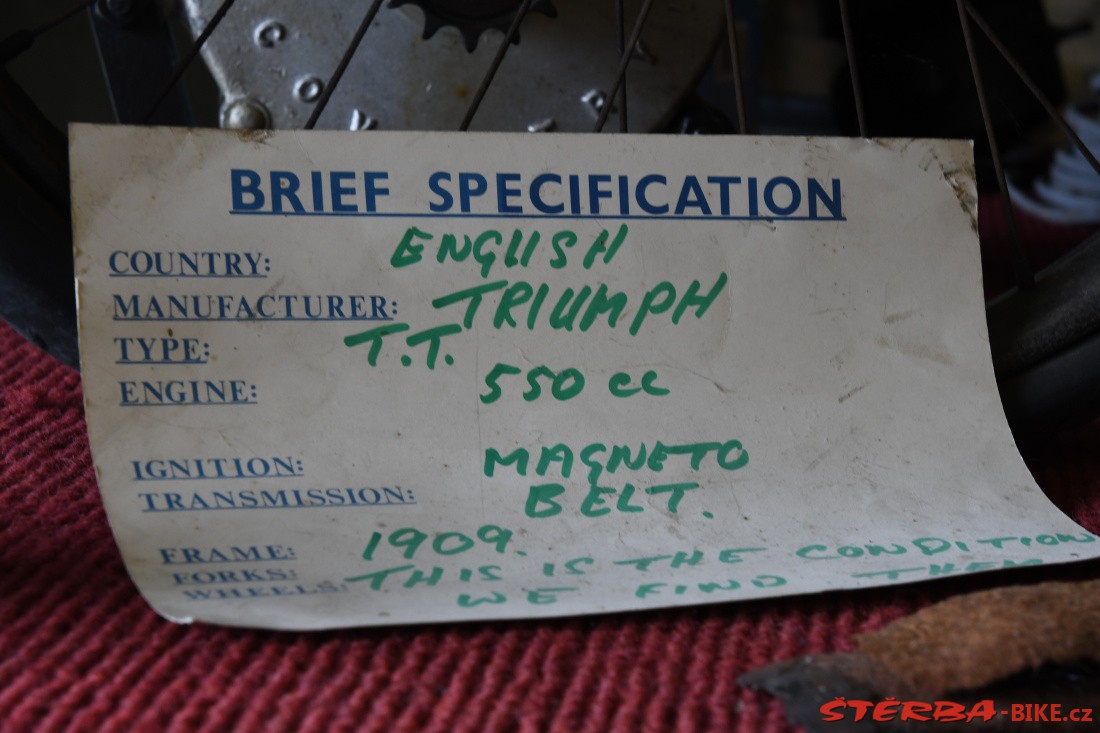 BRIEF SPECIFICATION
COUNTRY: ENGLISH
MANUFACTURER: TRIUMPH
TYPE: T.T.
ENGINE: 550 cc
IGNITION: MAGNETO
TRANSMISSION: BELT.
FRAME: 1909.
FORKS: THIS IS THE CONDITION
WHEELS: WE FIND THEM
ŠTĚRBA-BIKE.cz